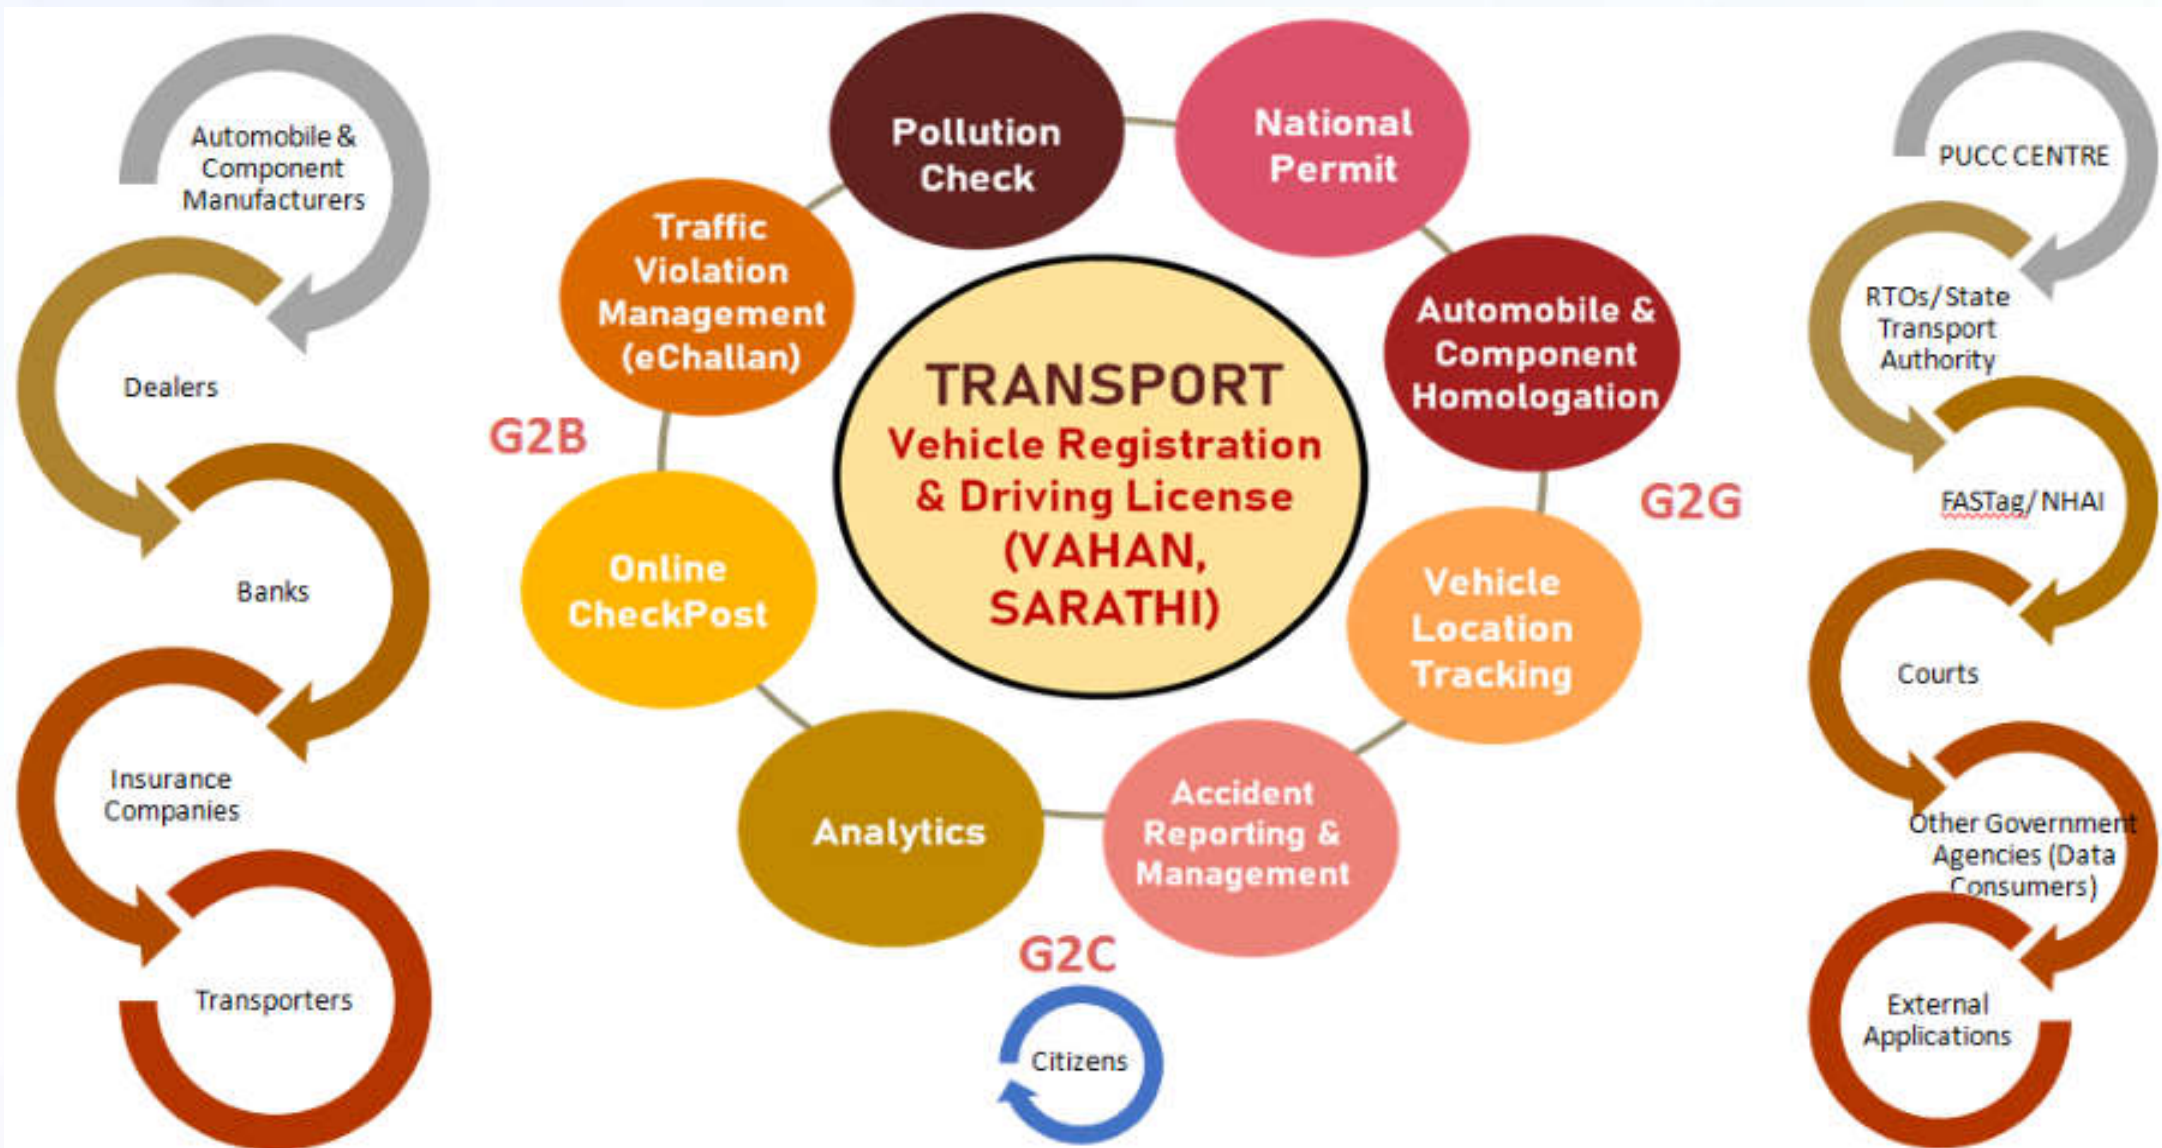 Automobile &
Component
Manufacturers
Dealers
Banks
Insurance
Companies
Transporters
G2B
Pollution
Check
National
Permit
Traffic
Violation
Management
(eChallan)
Automobile &
Component
Homologation
TRANSPORT
Vehicle Registration
& Driving License
(VAHAN,
SARATHI)
Online
CheckPost
Vehicle
Location
Tracking
Analytics
Accident
Reporting &
Management
G2C
Citizens
G2G
PUCC CENTRE
RTOs/ State
Transport
Authority
FASTag/ NHAI
Courts
Other Government
Agencies (Data
Consumers)
External
Applications